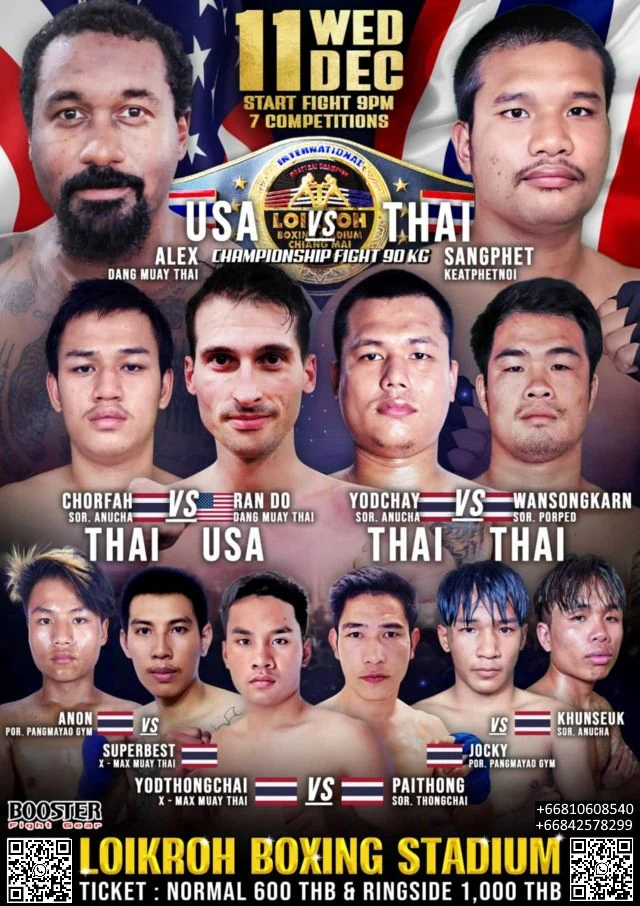 11 WED
DEC
START FIGHT 9PM
7 COMPETITIONS
INTERNATIONAL
MUAYTHAI CHAMPION
LOIKROH
BOXING STADIUM
CHIANG MAI
USA VS THAI
ALEX CHAMPIONSHIP FIGHT 90 KG SANGPHET
DANG MUAY THAI KEATPHETNOI
CHORFAH VS RAN DO YODCHAY VS WANSONGKARN
SOR. ANUCHA DANG MUAY THAI SOR. ANUCHA SOR. PORPED
THAI USA THAI THAI
ANON VS VS KHUNSEUK
POR. PANGMAYAO GYM SOR. ANUCHA
SUPERBEST JOCKY
X - MAX MUAY THAI POR. PANGMAYAO GYM
YODTHONGCHAI VS PAITHONG
X - MAX MUAY THAI SOR. THONGCHAI
BOOSTER
Fight Gear
+66810608540
+66842578299
LOIKROH BOXING STADIUM
TICKET : NORMAL 600 THB & RINGSIDE 1,000 THB